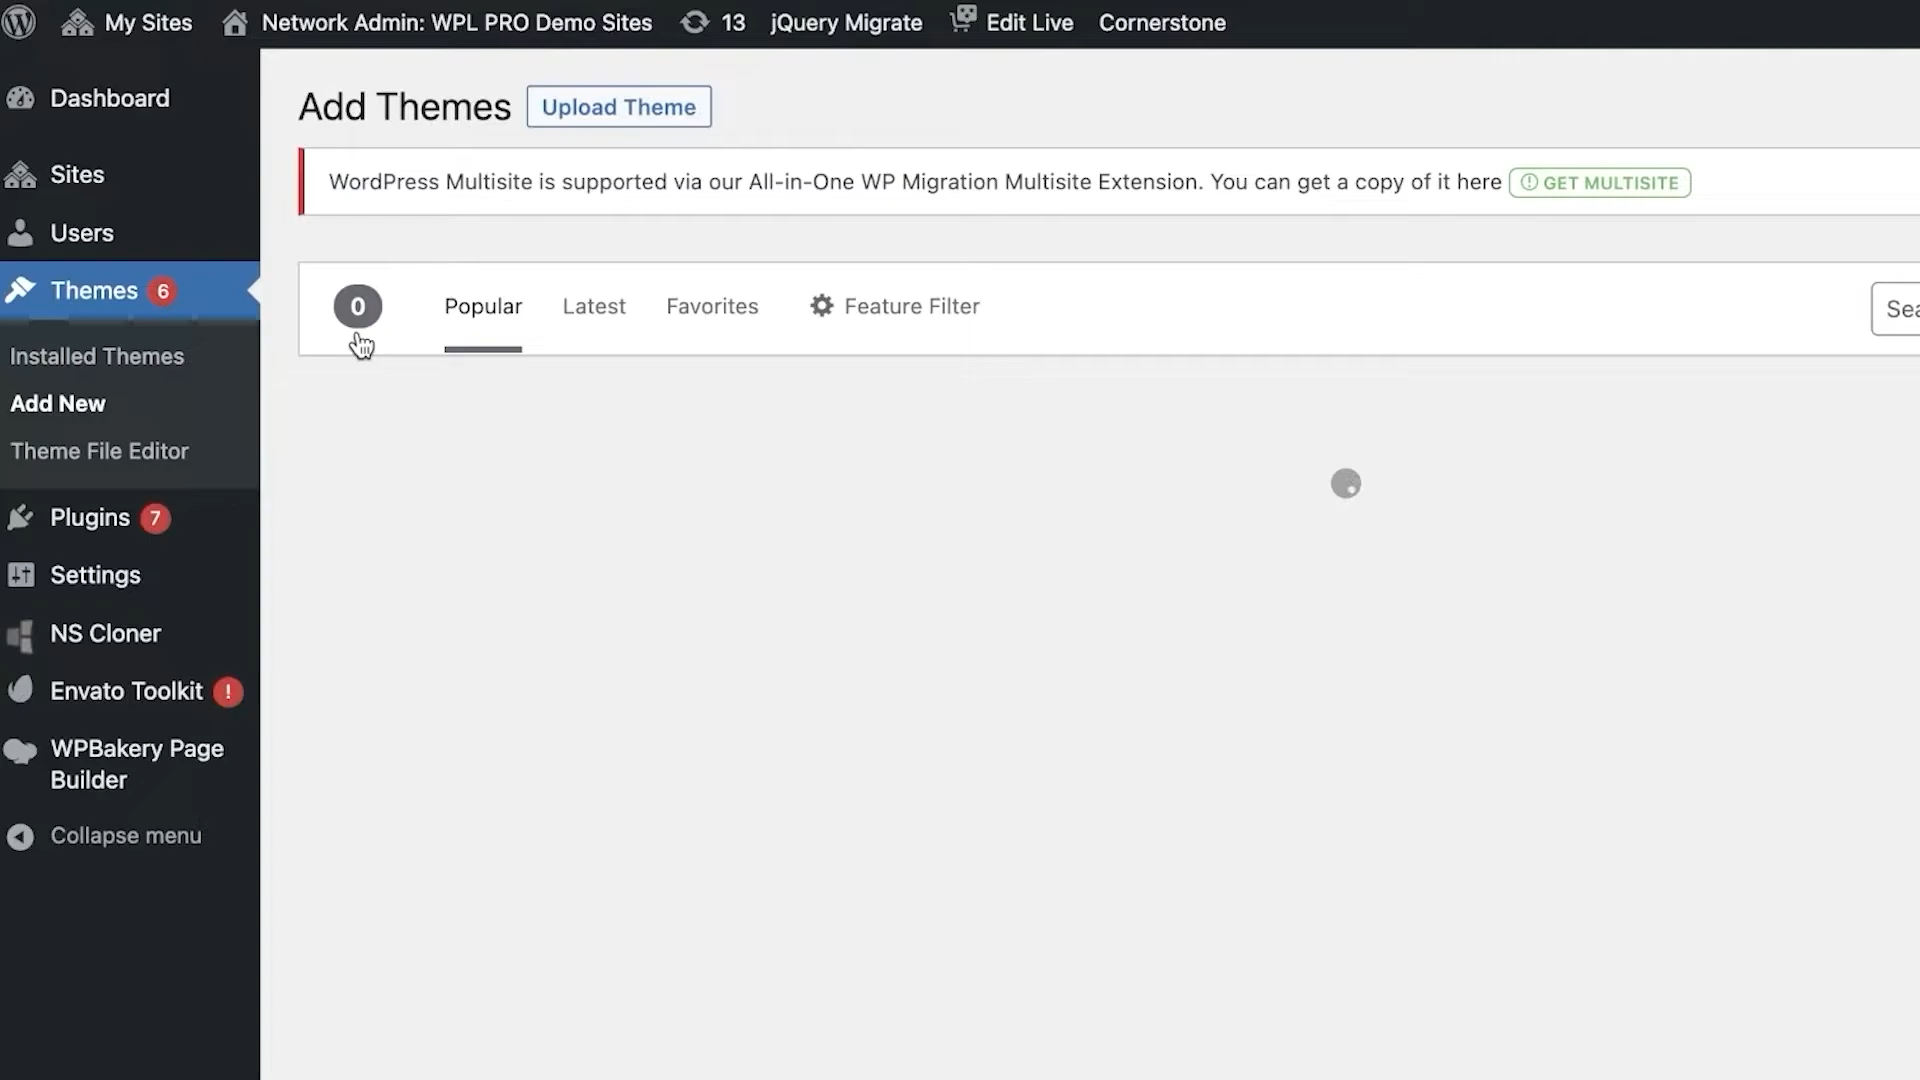 My Sites Network Admin: WPL PRO Demo Sites 13 jQuery Migrate Edit Live Cornerstone
Dashboard
Sites
Users
Themes 6
Installed Themes
Add New
Theme File Editor
Plugins 7
Settings
NS Cloner
Envato Toolkit !
WPBakery Page
Builder
Collapse menu
Add Themes Upload Theme
WordPress Multisite is supported via our All-in-One WP Migration Multisite Extension. You can get a copy of it here GET MULTISITE
0 Popular Latest Favorites Feature Filter